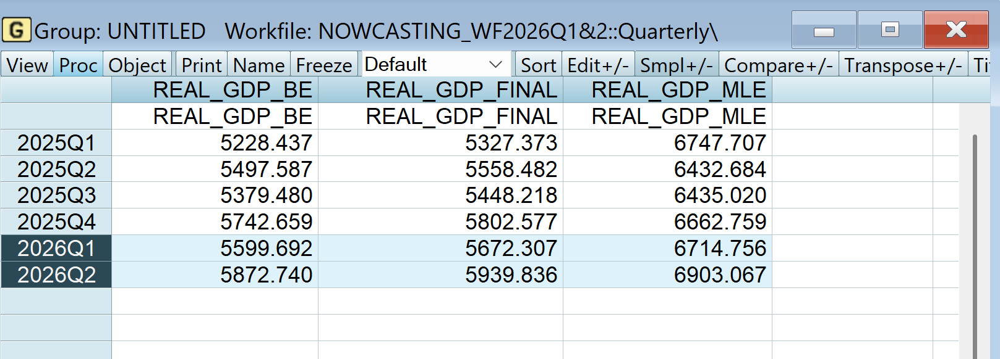 G Group: UNTITLED Workfile: NOWCASTING_WF2026Q1&2::Quarterly\
View Proc Object Print Name Freeze Default Sort Edit+/- Smpl+/- Compare+/- Transpose+/-
REAL_GDP_BE REAL_GDP_FINAL REAL_GDP_MLE
REAL_GDP_BE REAL_GDP_FINAL REAL_GDP_MLE
2025Q1 5228.437 5327.373 6747.707
2025Q2 5497.587 5558.482 6432.684
2025Q3 5379.480 5448.218 6435.020
2025Q4 5742.659 5802.577 6662.759
2026Q1 5599.692 5672.307 6714.756
2026Q2 5872.740 5939.836 6903.067